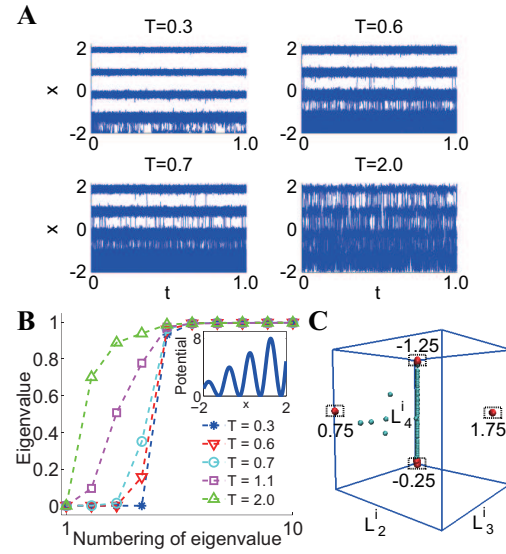 A
T=0.3
T=0.6
x
2
0
-2
0
1.0
2
0
-2
0
1.0
T=0.7
T=2.0
x
2
0
-2
0
t
1.0
2
0
-2
0
t
1.0
B
Eigenvalue
1
0.8
0.6
0.4
0.2
0
1
10
Numbering of eigenvalue
Potential
8
0
-2
x
2
T = 0.3
T = 0.6
T = 0.7
T = 1.1
T = 2.0
C
-1.25
0.75
L₄ⁱ
1.75
-0.25
L₂ⁱ
L₃ⁱ